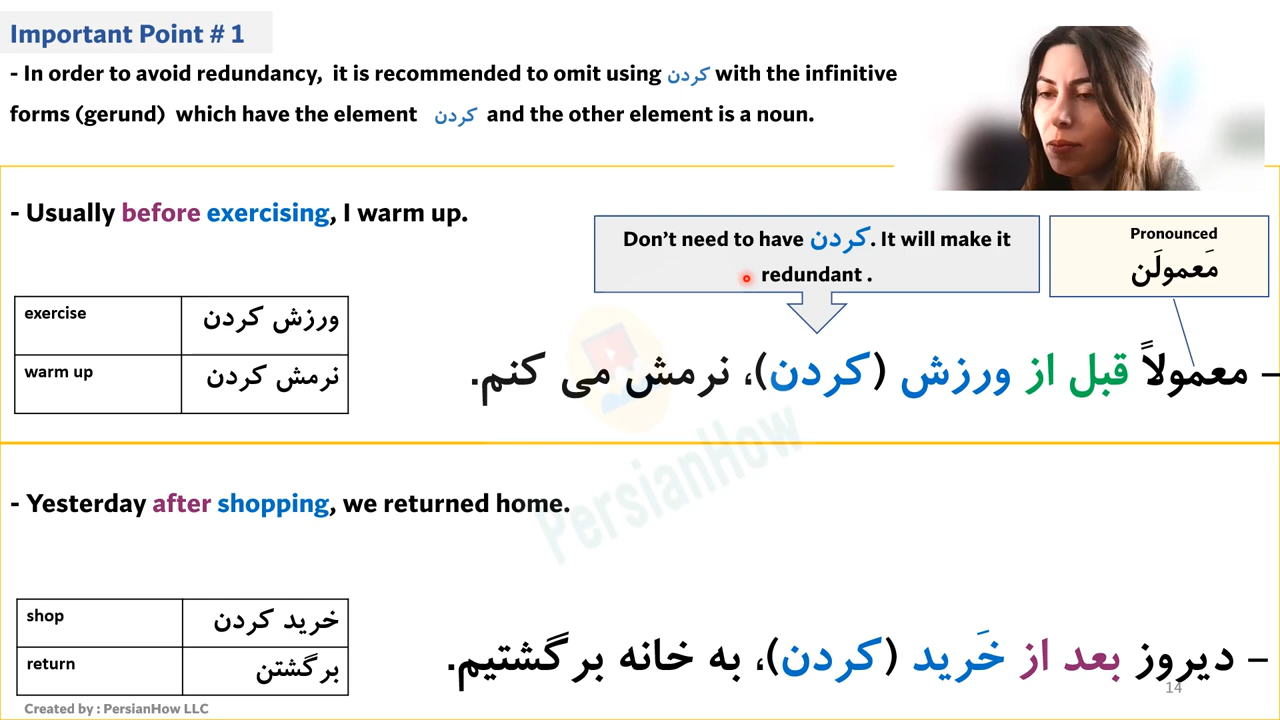 Important Point # 1
- In order to avoid redundancy, it is recommended to omit using کردن with the infinitive
forms (gerund) which have the element کردن and the other element is a noun.
- Usually before exercising, I warm up.
Don't need to have کردن. It will make it
redundant .
Pronounced
مَعمولَن
exercise ورزش کردن
warm up نرمش کردن
– معمولاً قبل از ورزش (کردن)، نرمش می کنم.
- Yesterday after shopping, we returned home.
shop خرید کردن
return برگشتن
– دیروز بعد از خَرید (کردن)، به خانه برگشتیم.
14
Created by : PersianHow LLC
PersianHow